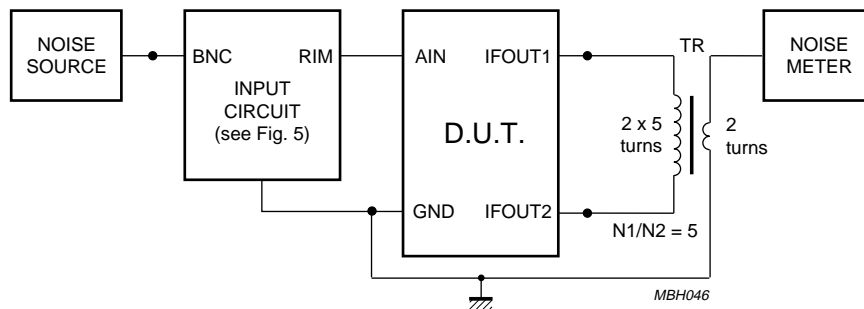 NOISE
SOURCE
BNC
RIM
INPUT
CIRCUIT
(see Fig. 5)
AIN
IFOUT1
D.U.T.
GND
IFOUT2
TR
2 x 5
turns
2
turns
N1/N2 = 5
NOISE
METER
MBH046